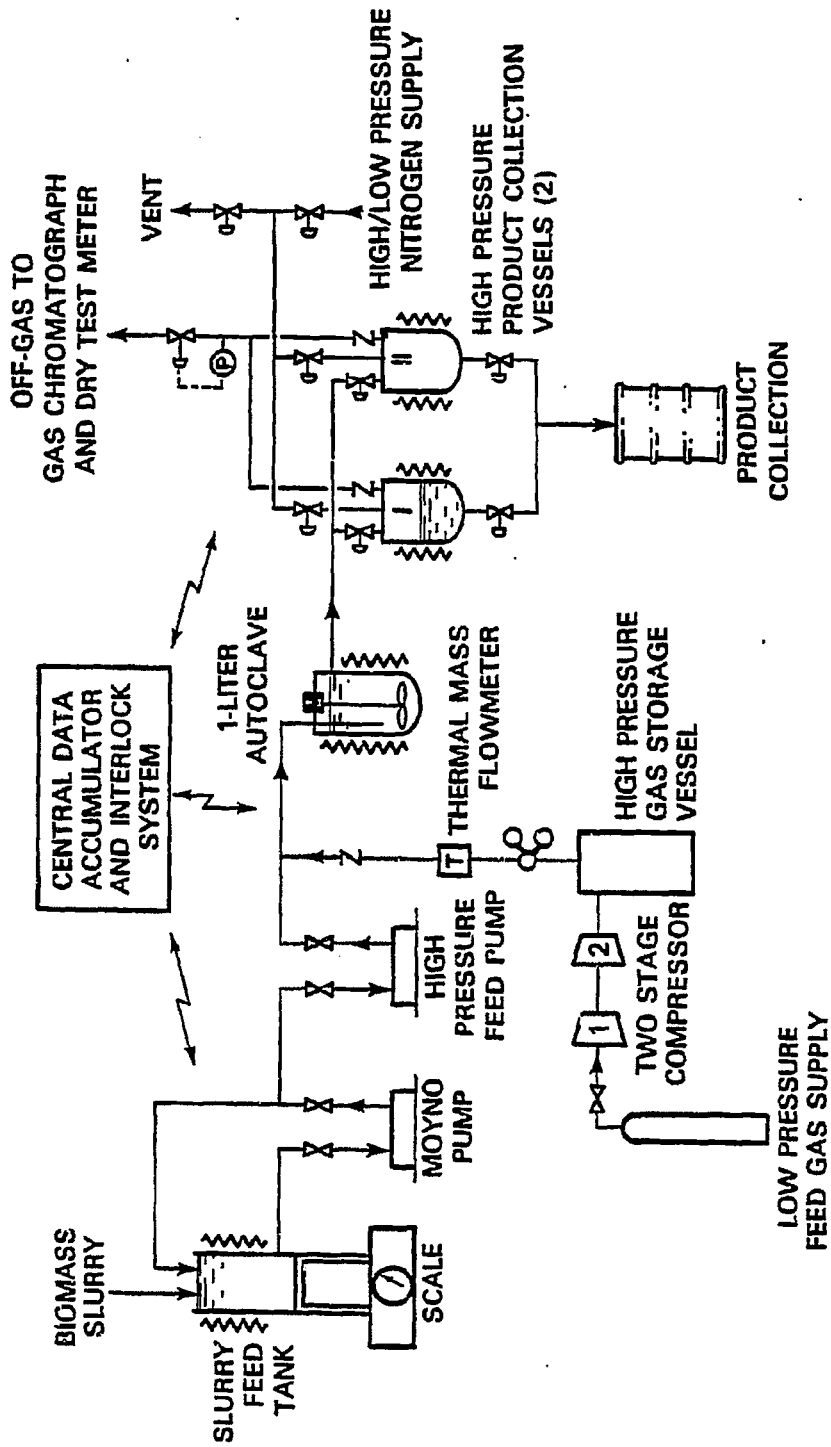 OFF-GAS TO
GAS CHROMATOGRAPH
AND DRY TEST METER
VENT
HIGH/LOW PRESSURE
NITROGEN SUPPLY
CENTRAL DATA
ACCUMULATOR
AND INTERLOCK
SYSTEM
P
1-LITER
AUTOCLAVE
I
II
HIGH PRESSURE
PRODUCT COLLECTION
VESSELS (2)
PRODUCT
COLLECTION
BIOMASS
SLURRY
SLURRY
FEED
TANK
SCALE
MOYNO
PUMP
HIGH
PRESSURE
FEED PUMP
T
THERMAL MASS
FLOWMETER
HIGH PRESSURE
GAS STORAGE
VESSEL
1
2
TWO STAGE
COMPRESSOR
LOW PRESSURE
FEED GAS SUPPLY